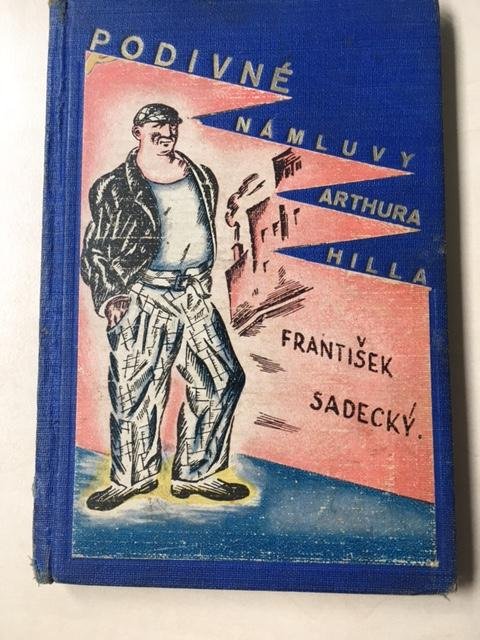 PODIVNÉ
NÁMLUVY
ARTHURA
HILLA
FRANTIŠEK
SADECKÝ.